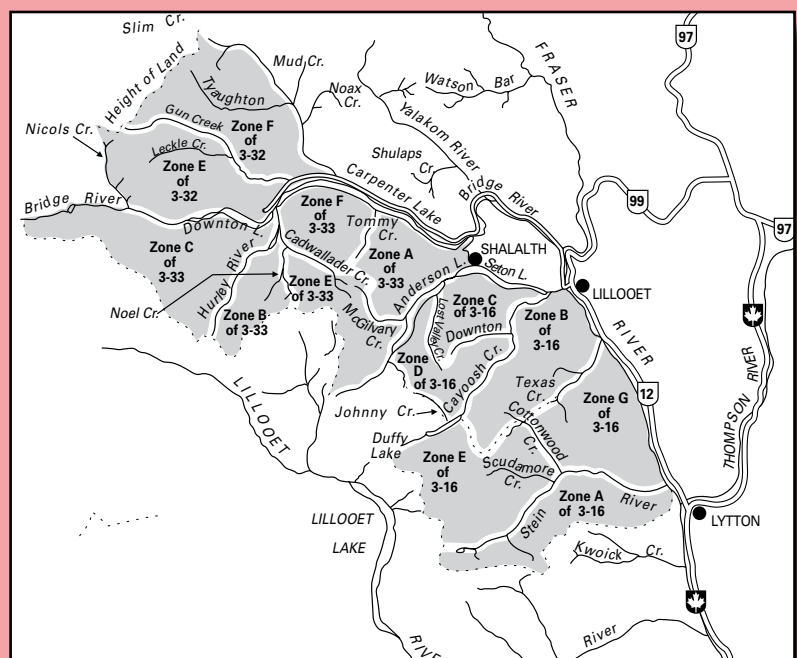 Slim Cr.
Height of Land
Mud Cr.
Tyaughton
Noax
Cr.
Watson Bar
FRASER
97
Nicols Cr.
Gun Creek
Zone F
of
3-32
Leckle Cr.
Zone E
of
3-32
Yalakom River
Shulaps
Cr.
Bridge River
Carpenter Lake
99
97
Bridge River
Downton L.
Zone F
of
3-33
Tommy
Cr.
SHALALTH
Zone C
of
3-33
Hurley River
Cadwallader Cr.
Zone A
of
3-33
Anderson L.
Seton L.
LILLOOET
Noel Cr.
Zone E
of 3-33
Zone B
of 3-33
McGilvary
Cr.
Lost Valley Cr.
Zone C
of 3-16
Downton
Zone B
of
3-16
RIVER
Zone
D
of 3-16
Cayoosh Cr.
Texas
Cr.
Zone G
of
3-16
12
THOMPSON RIVER
LILLOOET
Johnny Cr.
Cottonwood
Cr.
Duffy
Lake
Zone E
of
3-16
Scudamore
Cr.
Zone A
of 3-16
Stein River
LYTTON
LILLOOET
LAKE
Kwoick Cr.
River
RIVER